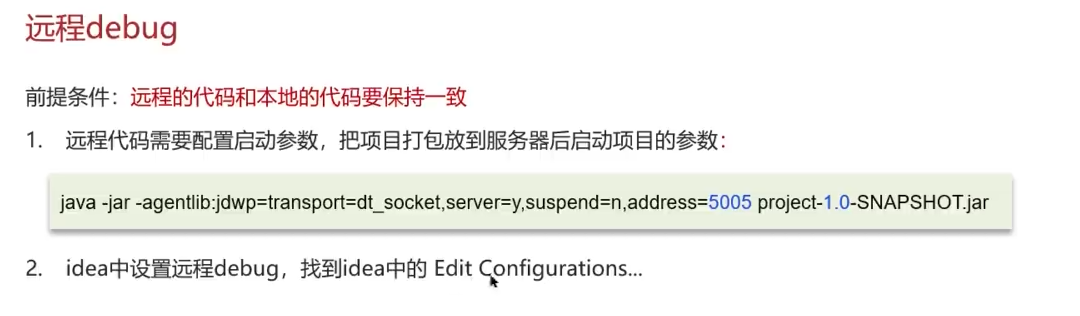 远程debug
前提条件：远程的代码和本地的代码要保持一致
1. 远程代码需要配置启动参数，把项目打包放到服务器后启动项目的参数：
java -jar -agentlib:jdwp=transport=dt_socket,server=y,suspend=n,address=5005 project-1.0-SNAPSHOT.jar
2. idea中设置远程debug，找到idea中的 Edit Configurations...